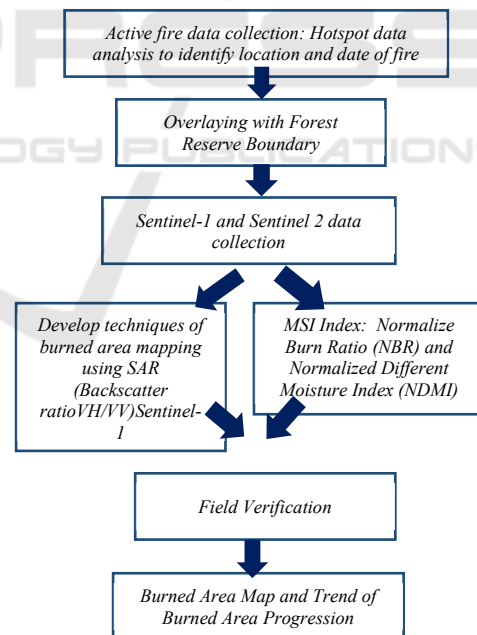 Active fire data collection: Hotspot data
analysis to identify location and date of fire
Overlaying with Forest
Reserve Boundary
Sentinel-1 and Sentinel 2 data
collection
Develop techniques of
burned area mapping
using SAR
(Backscatter
ratioVH/VV)Sentinel-
1
MSI Index: Normalize
Burn Ratio (NBR) and
Normalized Different
Moisture Index (NDMI)
Field Verification
Burned Area Map and Trend of
Burned Area Progression